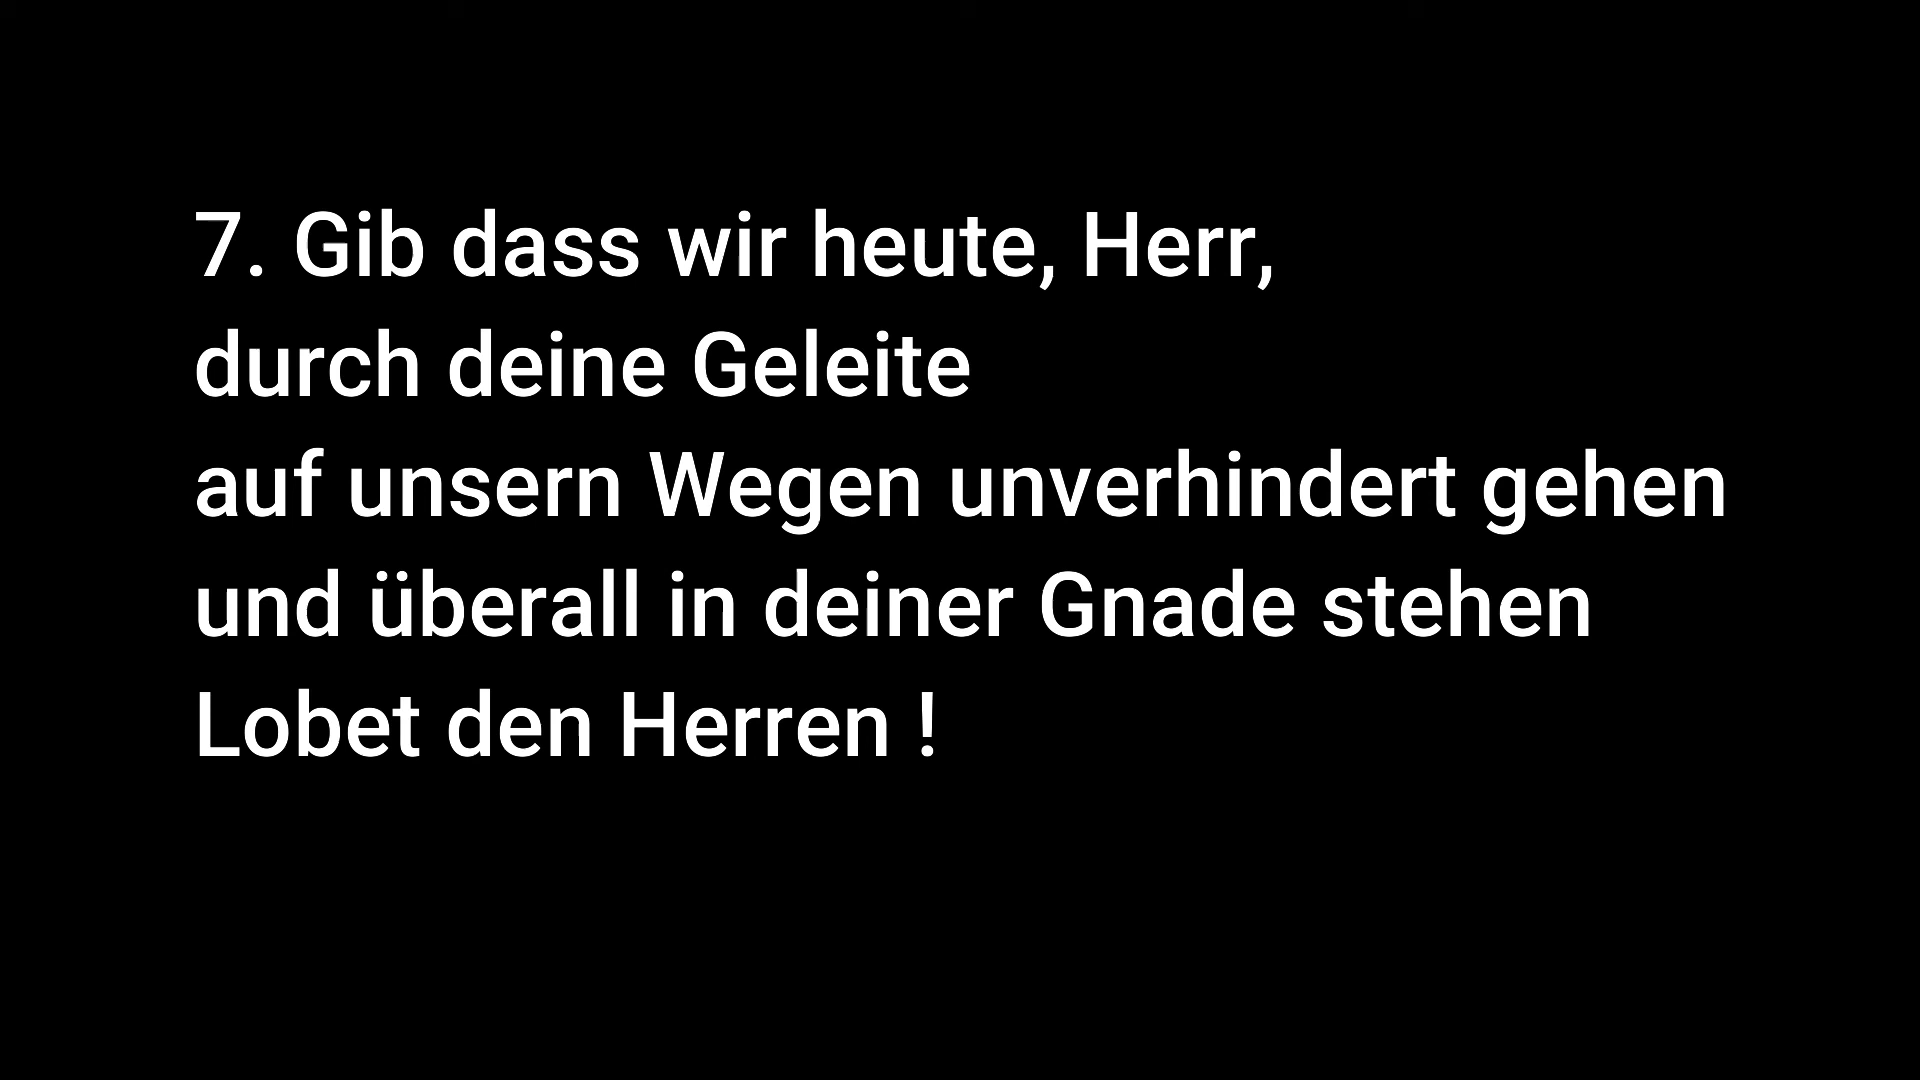 7. Gib dass wir heute, Herr,
durch deine Geleite
auf unsern Wegen unverhindert gehen
und überall in deiner Gnade stehen
Lobet den Herren !